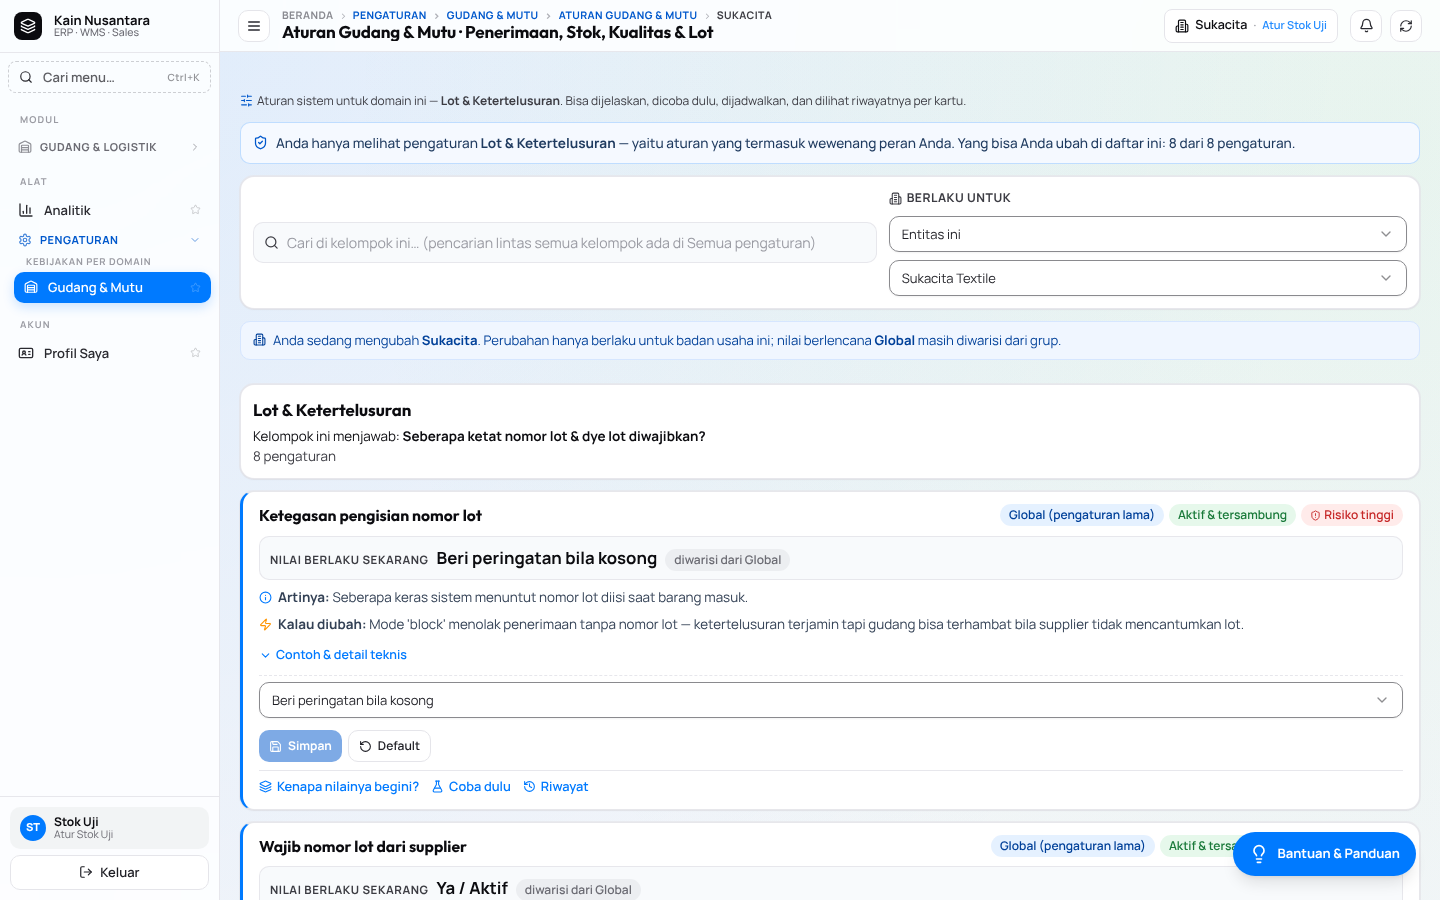 Kain Nusantara
ERP · WMS · Sales
Cari menu... Ctrl+K
MODUL
GUDANG & LOGISTIK
ALAT
Analitik
PENGATURAN
KEBIJAKAN PER DOMAIN
Gudang & Mutu
AKUN
Profil Saya
ST
Stok Uji
Atur Stok Uji
Keluar
BERANDA > PENGATURAN > GUDANG & MUTU > ATURAN GUDANG & MUTU > SUKACITA
Aturan Gudang & Mutu · Penerimaan, Stok, Kualitas & Lot
Sukacita · Atur Stok Uji
Aturan sistem untuk domain ini — Lot & Ketertelusuran. Bisa dijelaskan, dicoba dulu, dijadwalkan, dan dilihat riwayatnya per kartu.
Anda hanya melihat pengaturan Lot & Ketertelusuran — yaitu aturan yang termasuk wewenang peran Anda. Yang bisa Anda ubah di daftar ini: 8 dari 8 pengaturan.
Cari di kelompok ini... (pencarian lintas semua kelompok ada di Semua pengaturan)
BERLAKU UNTUK
Entitas ini
Sukacita Textile
Anda sedang mengubah Sukacita. Perubahan hanya berlaku untuk badan usaha ini; nilai berlencana Global masih diwarisi dari grup.
Lot & Ketertelusuran
Kelompok ini menjawab: Seberapa ketat nomor lot & dye lot diwajibkan?
8 pengaturan
Ketegasan pengisian nomor lot
Global (pengaturan lama) Aktif & tersambung Risiko tinggi
NILAI BERLAKU SEKARANG Beri peringatan bila kosong diwarisi dari Global
Artinya: Seberapa keras sistem menuntut nomor lot diisi saat barang masuk.
Kalau diubah: Mode 'block' menolak penerimaan tanpa nomor lot — ketertelusuran terjamin tapi gudang bisa terhambat bila supplier tidak mencantumkan lot.
Contoh & detail teknis
Beri peringatan bila kosong
Simpan Default
Kenapa nilainya begini? Coba dulu Riwayat
Wajib nomor lot dari supplier
Global (pengaturan lama) Aktif & tersa
Bantuan & Panduan
NILAI BERLAKU SEKARANG Ya / Aktif diwarisi dari Global